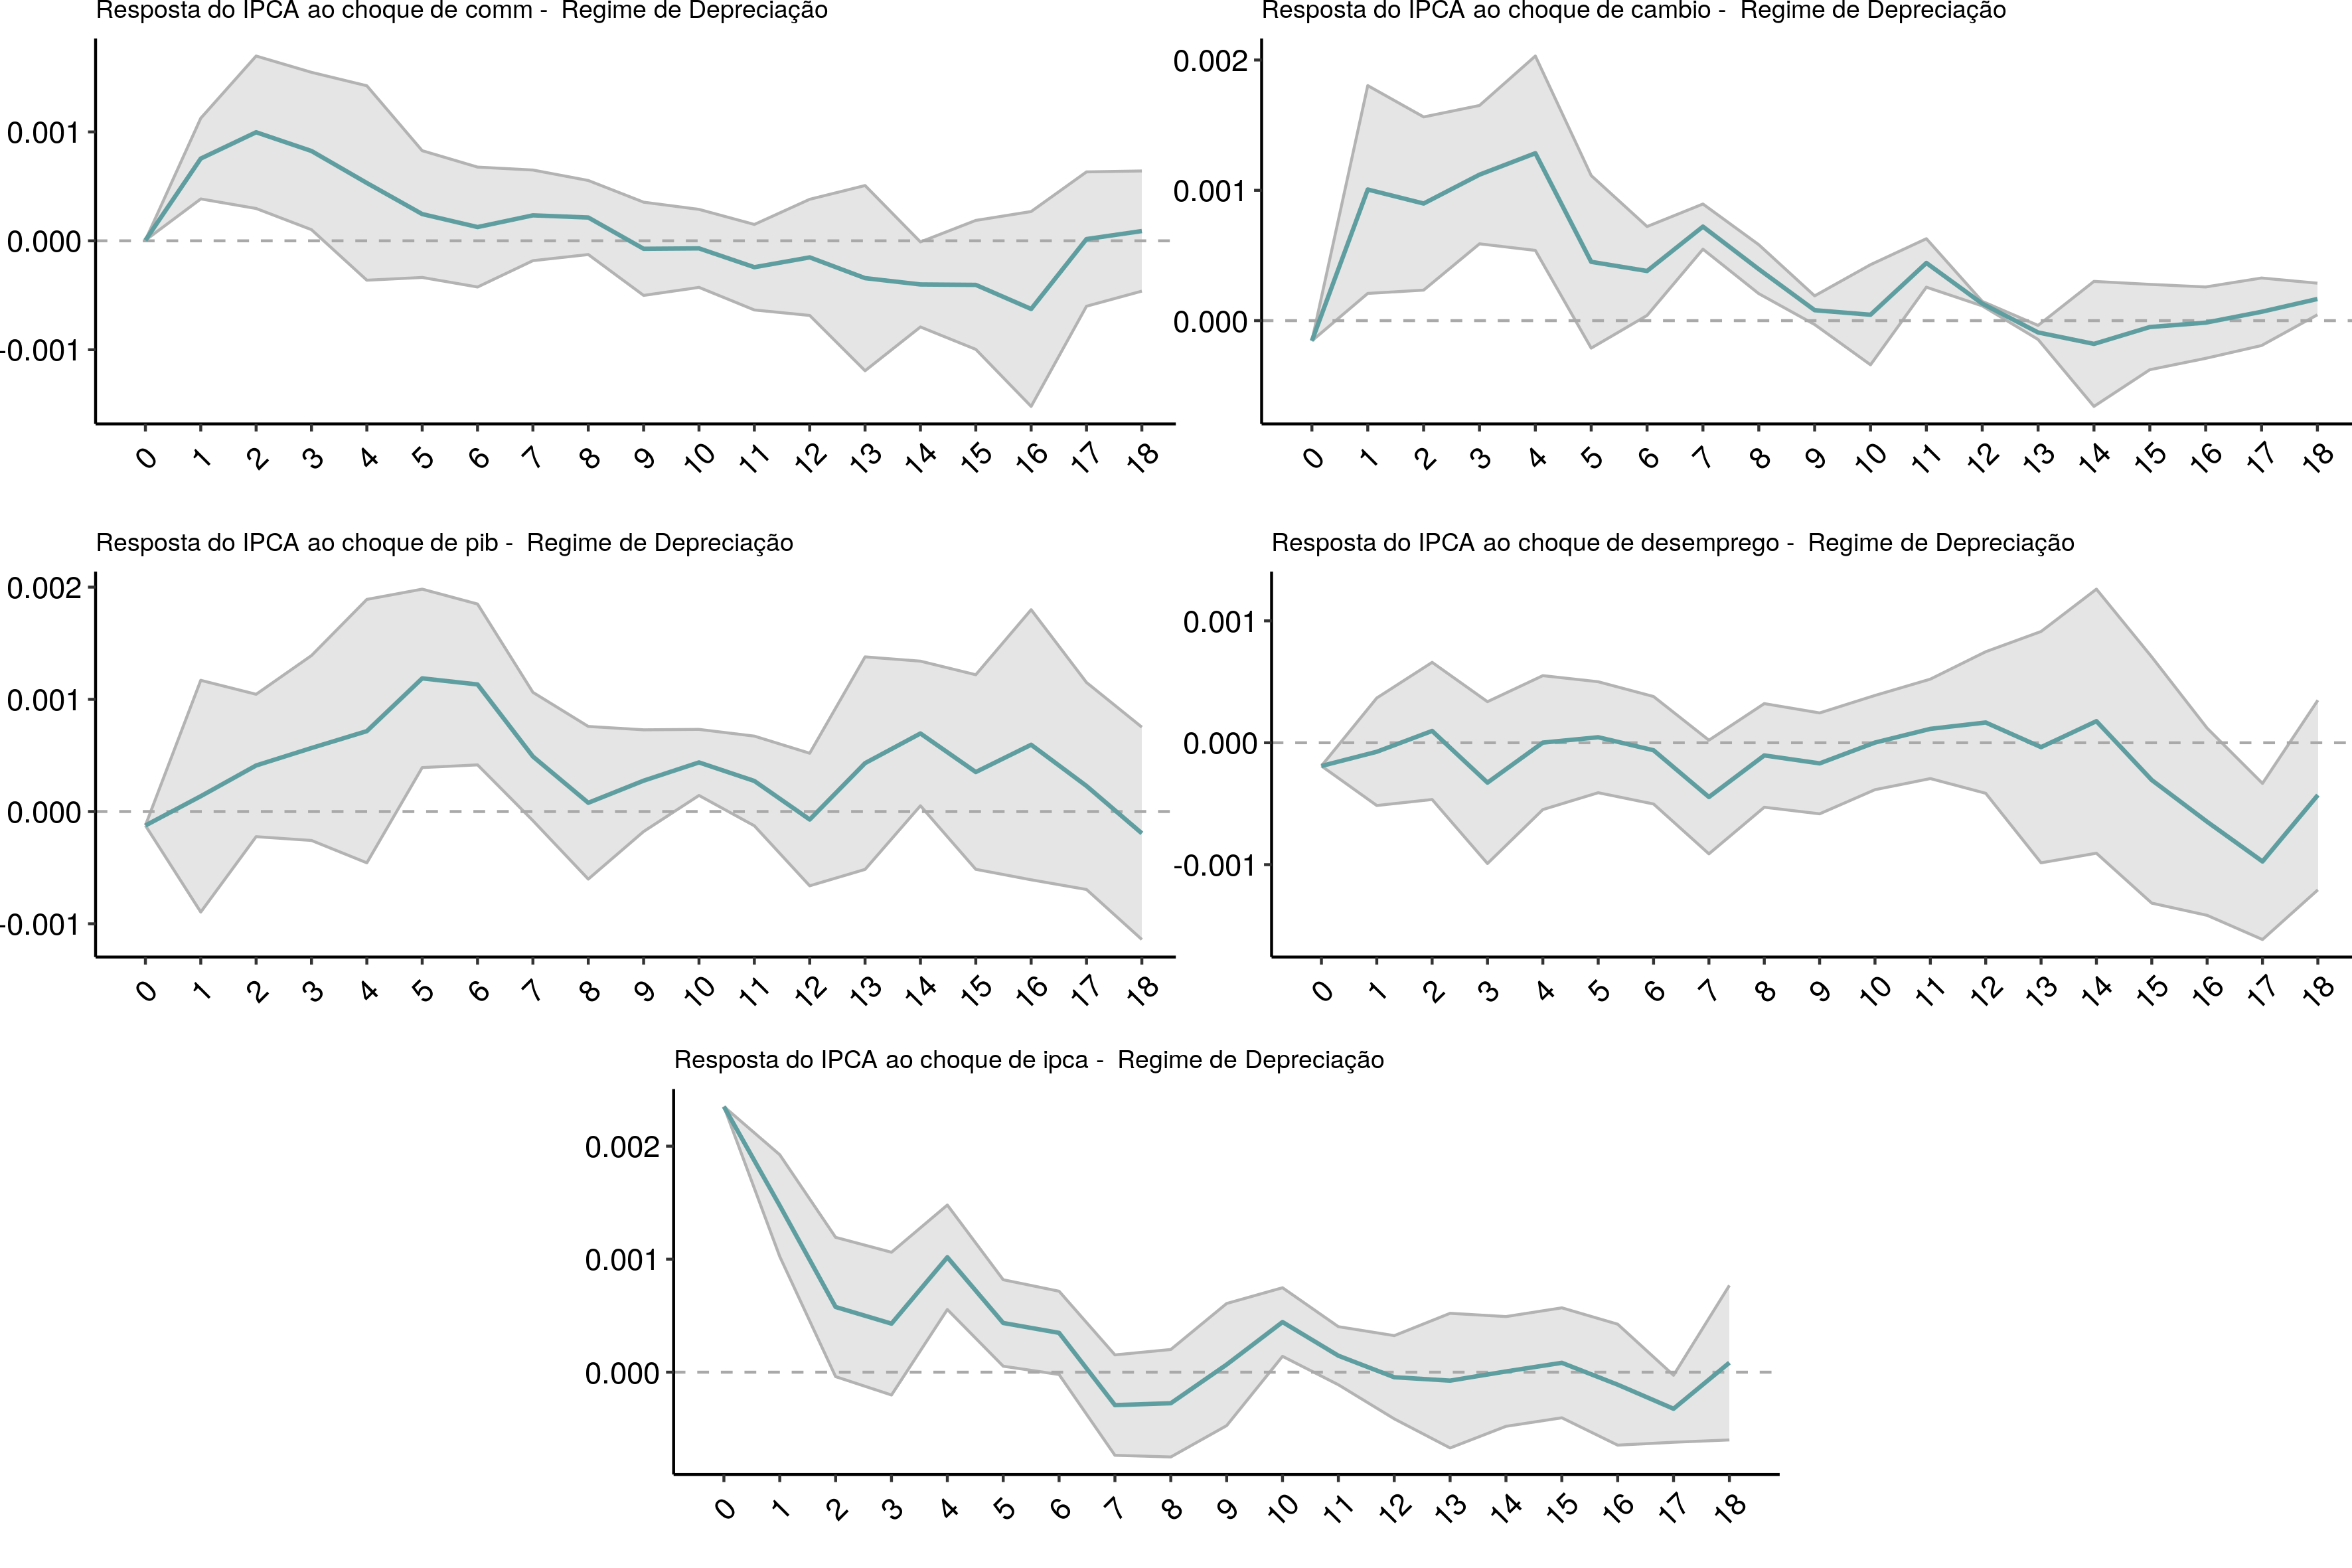 Resposta do IPCA ao choque de comm - Regime de Depreciação
0.001
0.000
-0.001
0 1 2 3 4 5 6 7 8 9 10 11 12 13 14 15 16 17 18
Resposta do IPCA ao choque de cambio - Regime de Depreciação
0.002
0.001
0.000
0 1 2 3 4 5 6 7 8 9 10 11 12 13 14 15 16 17 18
Resposta do IPCA ao choque de pib - Regime de Depreciação
0.002
0.001
0.000
-0.001
0 1 2 3 4 5 6 7 8 9 10 11 12 13 14 15 16 17 18
Resposta do IPCA ao choque de desemprego - Regime de Depreciação
0.001
0.000
-0.001
0 1 2 3 4 5 6 7 8 9 10 11 12 13 14 15 16 17 18
Resposta do IPCA ao choque de ipca - Regime de Depreciação
0.002
0.001
0.000
0 1 2 3 4 5 6 7 8 9 10 11 12 13 14 15 16 17 18